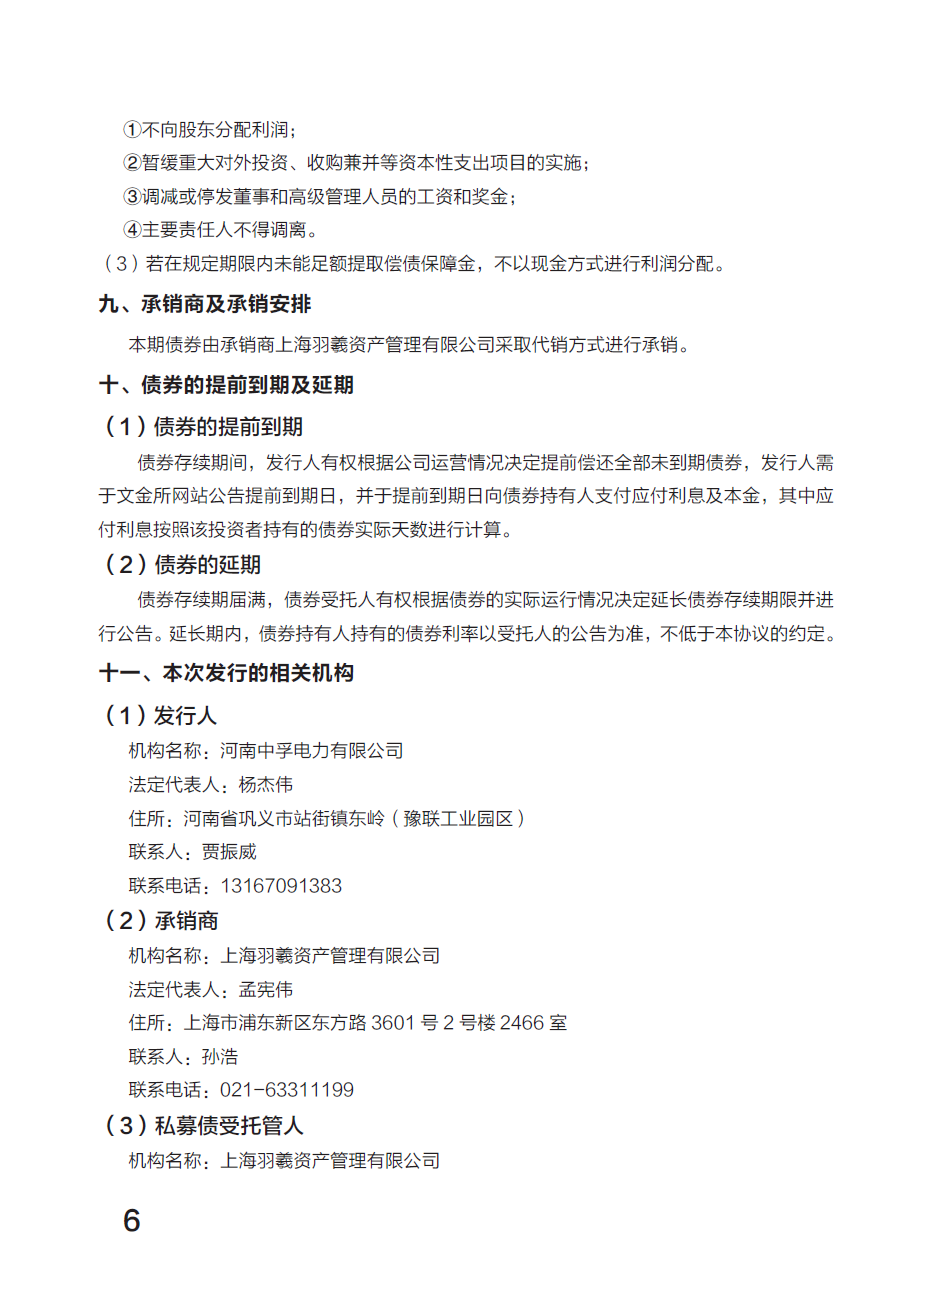 ①不向股东分配利润；
②暂缓重大对外投资、收购兼并等资本性支出项目的实施；
③调减或停发董事和高级管理人员的工资和奖金；
④主要责任人不得调离。
（3）若在规定期限内未能足额提取偿债保障金，不以现金方式进行利润分配。
九、承销商及承销安排
本期债券由承销商上海羽羲资产管理有限公司采取代销方式进行承销。
十、债券的提前到期及延期
（1）债券的提前到期
债券存续期间，发行人有权根据公司运营情况决定提前偿还全部未到期债券，发行人需
于文金所网站公告提前到期日，并于提前到期日向债券持有人支付应付利息及本金，其中应
付利息按照该投资者持有的债券实际天数进行计算。
（2）债券的延期
债券存续期届满，债券受托人有权根据债券的实际运行情况决定延长债券存续期限并进
行公告。延长期内，债券持有人持有的债券利率以受托人的公告为准，不低于本协议的约定。
十一、本次发行的相关机构
（1）发行人
机构名称：河南中孚电力有限公司
法定代表人：杨杰伟
住所：河南省巩义市站街镇东岭（豫联工业园区）
联系人：贾振威
联系电话：13167091383
（2）承销商
机构名称：上海羽羲资产管理有限公司
法定代表人：孟宪伟
住所：上海市浦东新区东方路 3601 号 2 号楼 2466 室
联系人：孙浩
联系电话：021-63311199
（3）私募债受托管人
机构名称：上海羽羲资产管理有限公司
6